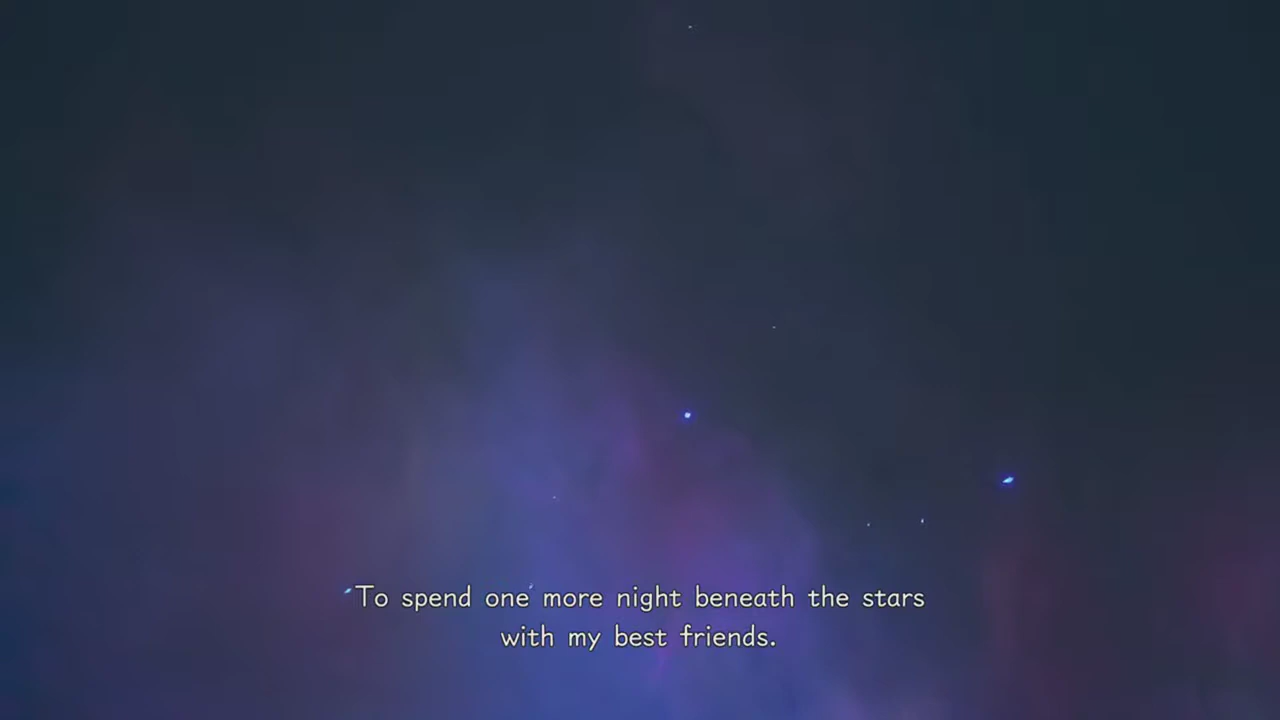 To spend one more night beneath the stars
with my best friends.